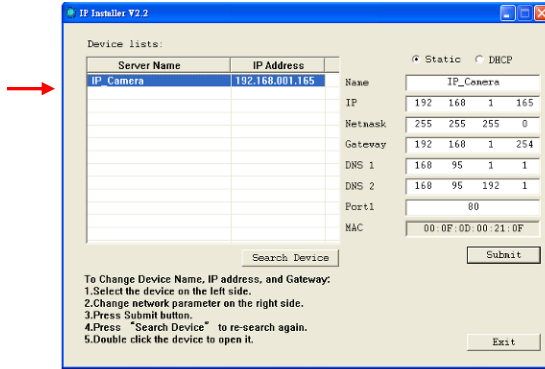 IP Installer V2.2
Device lists:
Server Name IP Address
IP_Camera 192.168.001.165
Static DHCP
Name IP_Camera
IP 192 168 1 165
Netmask 255 255 255 0
Gateway 192 168 1 254
DNS 1 168 95 1 1
DNS 2 168 95 192 1
Port1 80
MAC 00:0F:0D:00:21:0F
Search Device
Submit
To Change Device Name, IP address, and Gateway:
1.Select the device on the left side.
2.Change network parameter on the right side.
3.Press Submit button.
4.Press “Search Device” to re-search again.
5.Double click the device to open it.
Exit